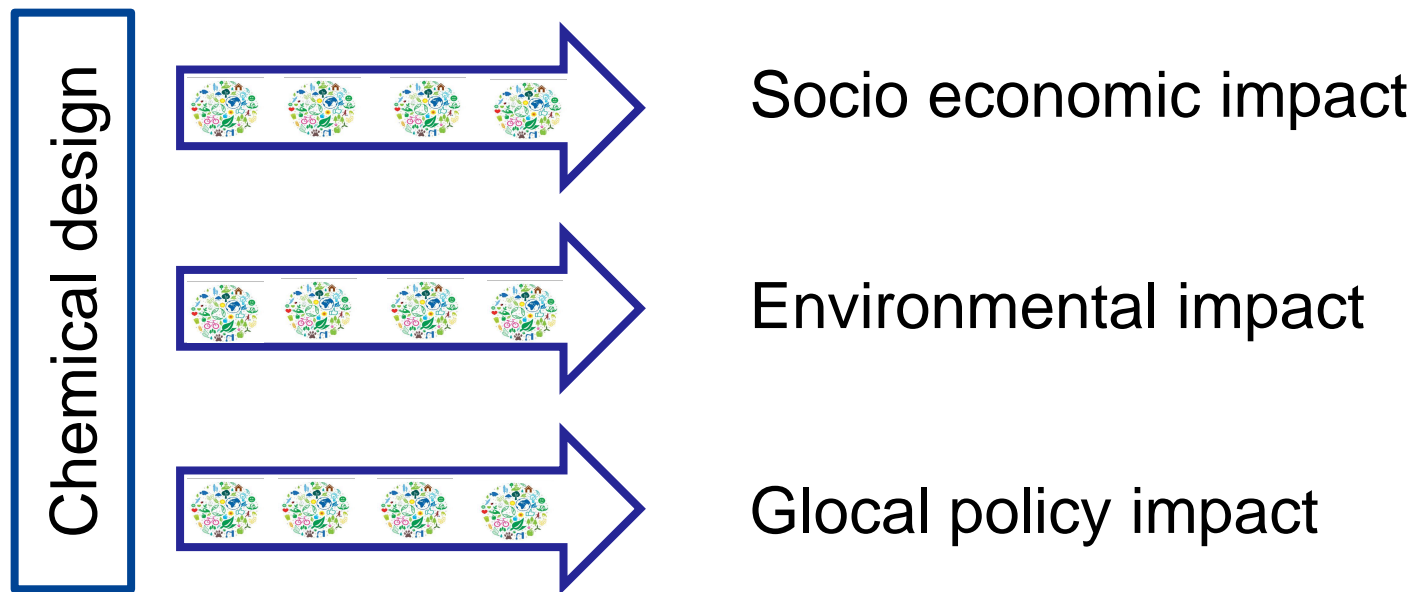 Chemical design
Socio economic impact
Environmental impact
Glocal policy impact